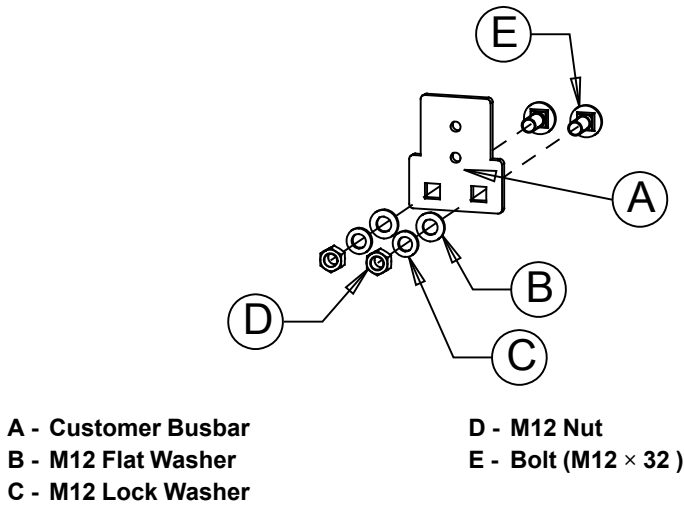 E
A
B
D
C
A - Customer Busbar
B - M12 Flat Washer
C - M12 Lock Washer
D - M12 Nut
E - Bolt (M12 × 32 )